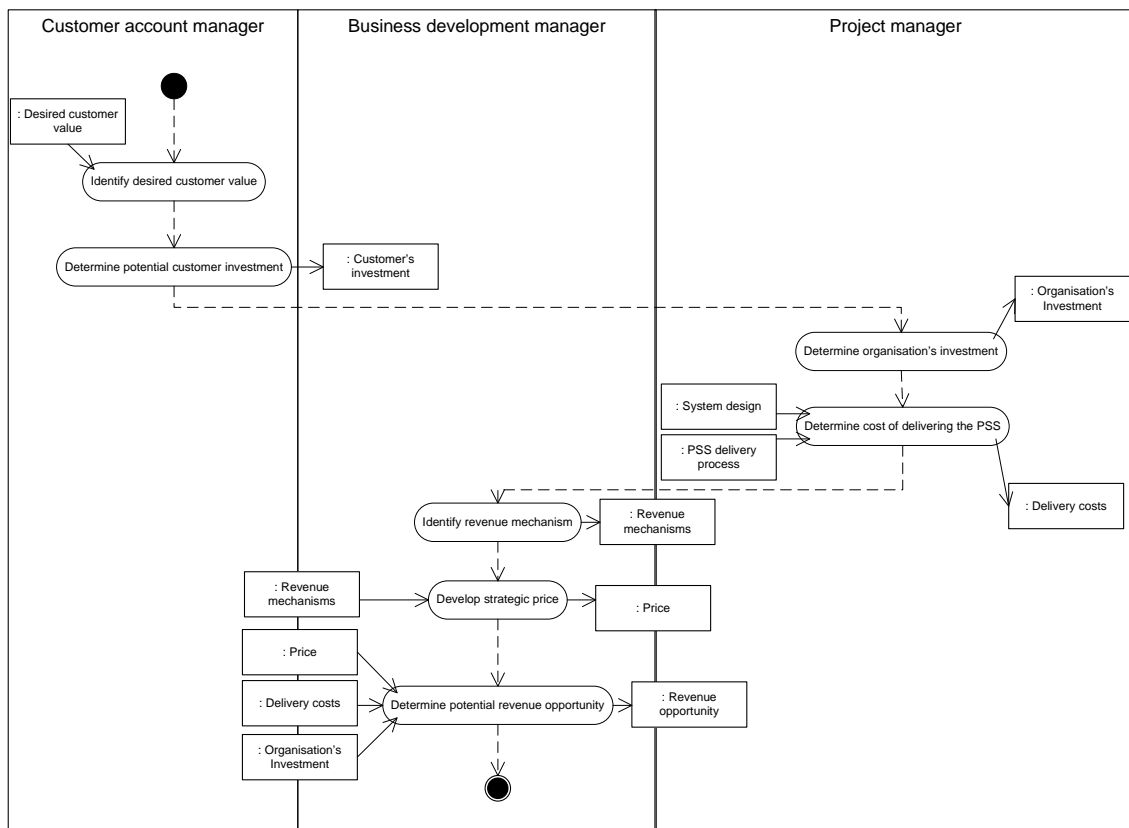 Customer account manager
Business development manager
Project manager
: Desired customer
value
Identify desired customer value
Determine potential customer investment
: Customer's
investment
: Organisation's
Investment
Determine organisation's investment
: System design
Determine cost of delivering the PSS
: PSS delivery
process
: Delivery costs
Identify revenue mechanism
: Revenue
mechanisms
: Revenue
mechanisms
Develop strategic price
: Price
: Price
: Delivery costs
Determine potential revenue opportunity
: Revenue
opportunity
: Organisation's
Investment